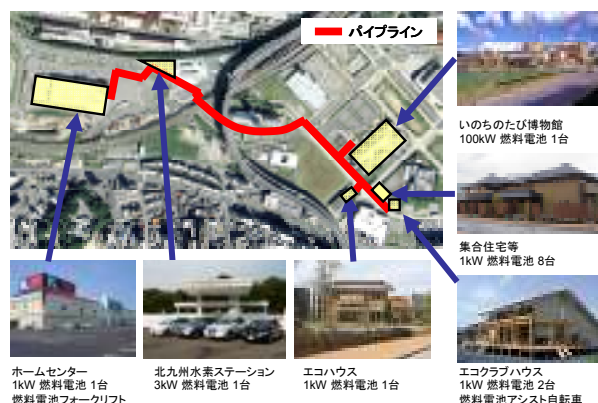 パイプライン
いのちのたび博物館
100kW 燃料電池 1台
集合住宅等
1kW 燃料電池 8台
ホームセンター
1kW 燃料電池 1台
燃料電池フォークリフト
北九州水素ステーション
3kW 燃料電池 1台
エコハウス
1kW 燃料電池 1台
エコクラブハウス
1kW 燃料電池 2台
燃料電池アシスト自転車